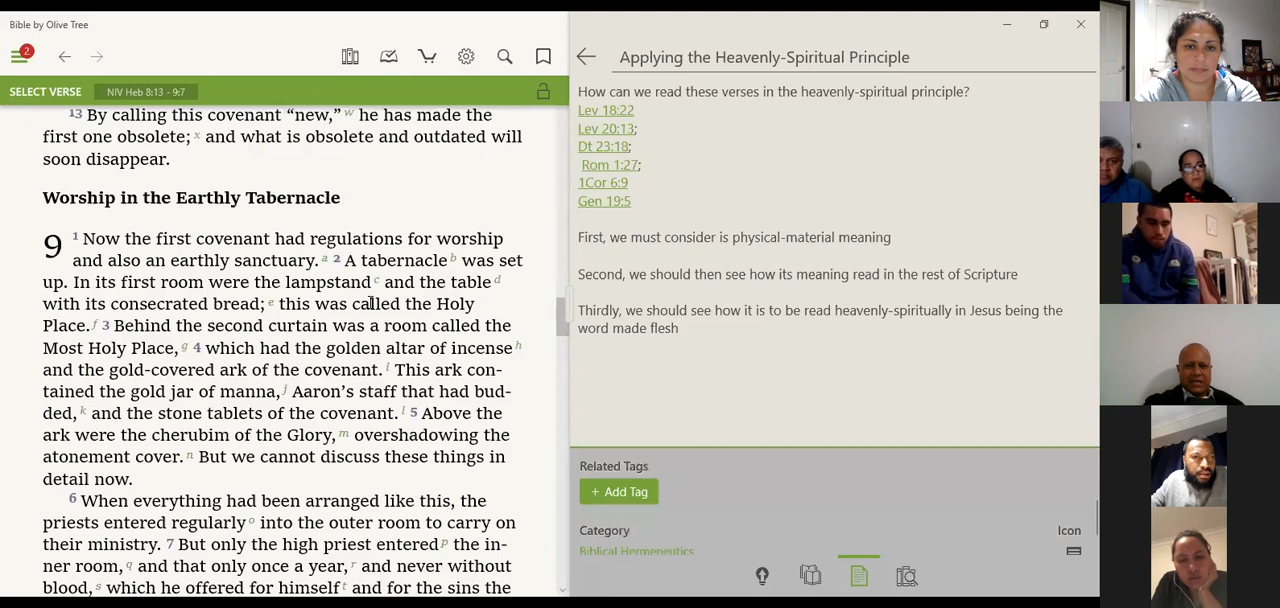 Bible by Olive Tree
2
SELECT VERSE
NIV Heb 8:13 - 9:7
13 By calling this covenant “new,” w he has made the
first one obsolete; x and what is obsolete and outdated will
soon disappear.
Worship in the Earthly Tabernacle
9 1 Now the first covenant had regulations for worship
and also an earthly sanctuary. a 2 A tabernacle b was set
up. In its first room were the lampstand c and the table d
with its consecrated bread; e this was called the Holy
Place. f 3 Behind the second curtain was a room called the
Most Holy Place, g 4 which had the golden altar of incense h
and the gold-covered ark of the covenant. i This ark con-
tained the gold jar of manna, j Aaron’s staff that had bud-
ded, k and the stone tablets of the covenant. l 5 Above the
ark were the cherubim of the Glory, m overshadowing the
atonement cover. n But we cannot discuss these things in
detail now.
6 When everything had been arranged like this, the
priests entered regularly o into the outer room to carry on
their ministry. 7 But only the high priest entered p the in-
ner room, q and that only once a year, r and never without
blood, s which he offered for himself t and for the sins the
Applying the Heavenly-Spiritual Principle
How can we read these verses in the heavenly-spiritual principle?
Lev 18:22
Lev 20:13;
Dt 23:18;
Rom 1:27;
1Cor 6:9
Gen 19:5
First, we must consider is physical-material meaning
Second, we should then see how its meaning read in the rest of Scripture
Thirdly, we should see how it is to be read heavenly-spiritually in Jesus being the
word made flesh
Related Tags
+ Add Tag
Category
Icon
Biblical Hermeneutics